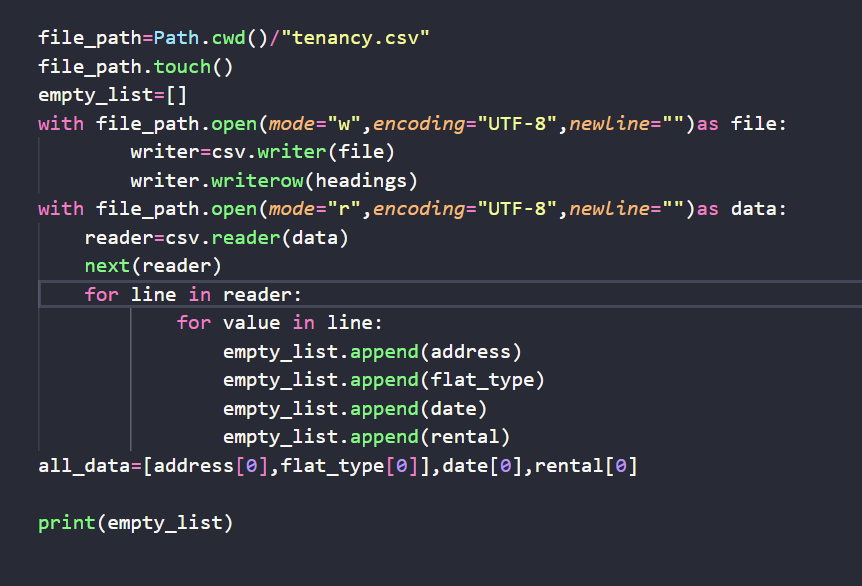 file_path=Path.cwd()/"tenancy.csv"
file_path.touch()
empty_list=[]
with file_path.open(mode="w",encoding="UTF-8",newline="")as file:
        writer=csv.writer(file)
        writer.writerow(headings)
with file_path.open(mode="r",encoding="UTF-8",newline="")as data:
    reader=csv.reader(data)
    next(reader)
    for line in reader:
            for value in line:
                empty_list.append(address)
                empty_list.append(flat_type)
                empty_list.append(date)
                empty_list.append(rental)
all_data=[address[0],flat_type[0]],date[0],rental[0]
print(empty_list)